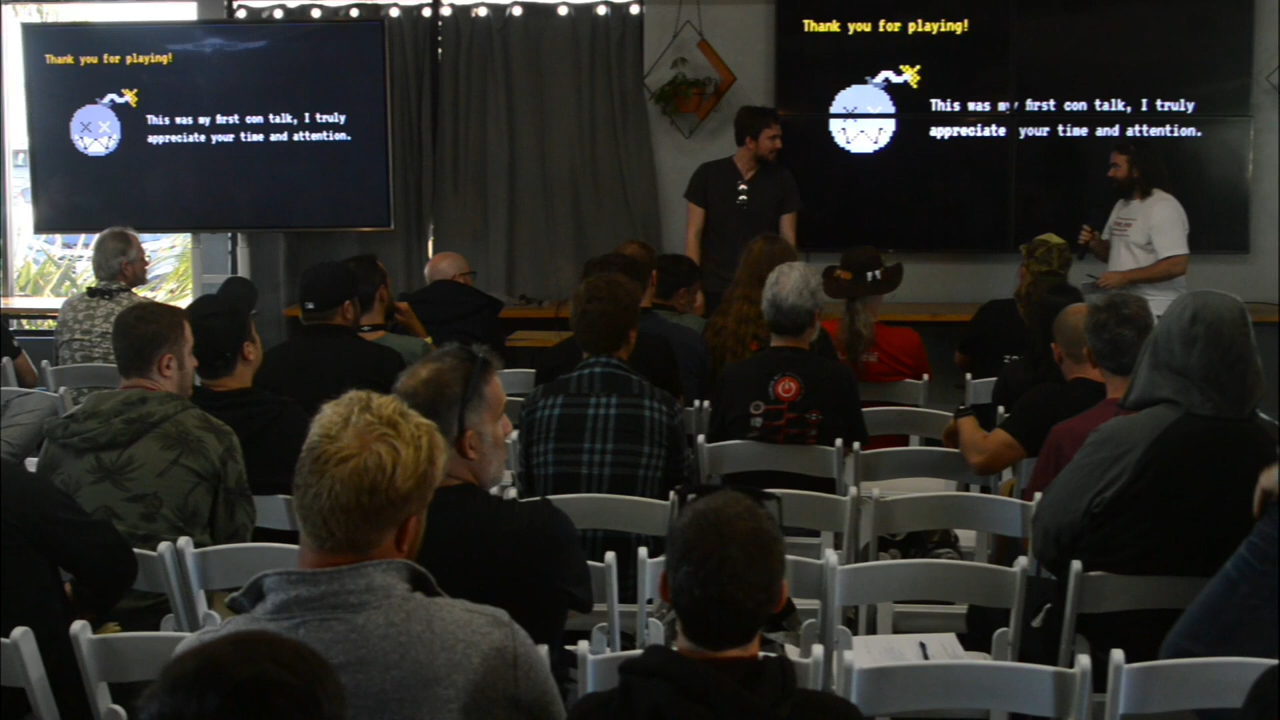 Thank you for playing!
This was my first con talk, I truly
appreciate your time and attention.
Thank you for playing!
This was my first con talk, I truly
appreciate your time and attention.